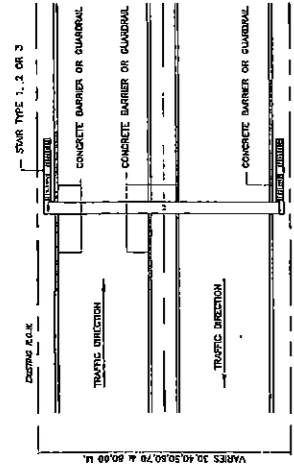 STAIR TYPE 1, 2 OR 3
CONCRETE BARRIER OR GUARDRAIL
CONCRETE BARRIER OR GUARDRAIL
CONCRETE BARRIER OR GUARDRAIL
EXISTING R.O.W.
TRAFFIC DIRECTION
TRAFFIC DIRECTION
VARIES 30,40,50,60,70 & 80.00 M.